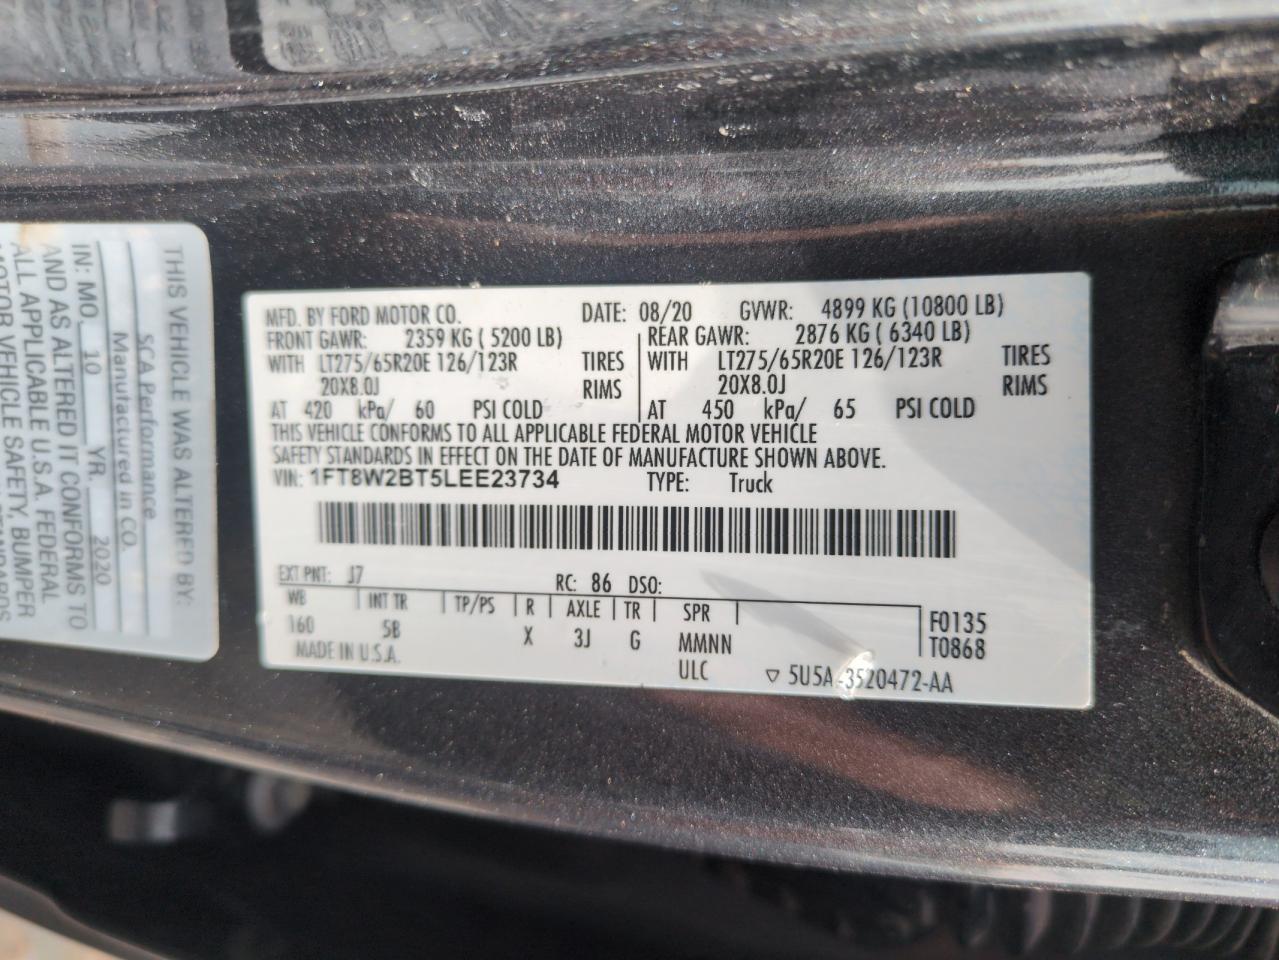 MFD. BY FORD MOTOR CO. DATE: 08/20 GVWR: 4899 KG (10800 LB)
FRONT GAWR: 2359 KG ( 5200 LB) REAR GAWR: 2876 KG ( 6340 LB)
WITH LT275/65R20E 126/123R TIRES WITH LT275/65R20E 126/123R TIRES
20X8.0J RIMS 20X8.0J RIMS
AT 420 kPa/ 60 PSI COLD AT 450 kPa/ 65 PSI COLD
THIS VEHICLE CONFORMS TO ALL APPLICABLE FEDERAL MOTOR VEHICLE
SAFETY STANDARDS IN EFFECT ON THE DATE OF MANUFACTURE SHOWN ABOVE.
VIN: 1FT8W2BT5LEE23734 TYPE: Truck
EXT PNT: J7 RC: 86 DSO:
WB INT TR TP/PS R AXLE TR SPR F0135
160 5B X 3J G MMNN T0868
MADE IN U.S.A. ULC ▽ 5U5A-3520472-AA
THIS VEHICLE WAS ALTERED BY:
SCA Performance
Manufactured in CO.
IN: MO. 10 YR. 2020
AND AS ALTERED IT CONFORMS TO
ALL APPLICABLE U.S.A. FEDERAL
MOTOR VEHICLE SAFETY, BUMPER